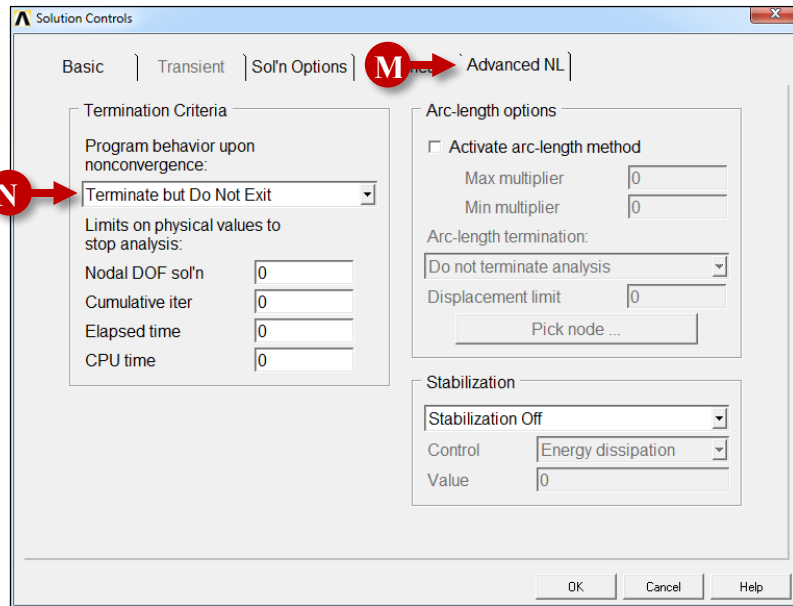 Solution Controls
Basic
Transient
Sol'n Options
M
Advanced NL
Termination Criteria
Program behavior upon
nonconvergence:
N
Terminate but Do Not Exit
Limits on physical values to
stop analysis:
Nodal DOF sol'n 0
Cumulative iter 0
Elapsed time 0
CPU time 0
Arc-length options
Activate arc-length method
Max multiplier 0
Min multiplier 0
Arc-length termination:
Do not terminate analysis
Displacement limit 0
Pick node ...
Stabilization
Stabilization Off
Control Energy dissipation
Value 0
OK Cancel Help